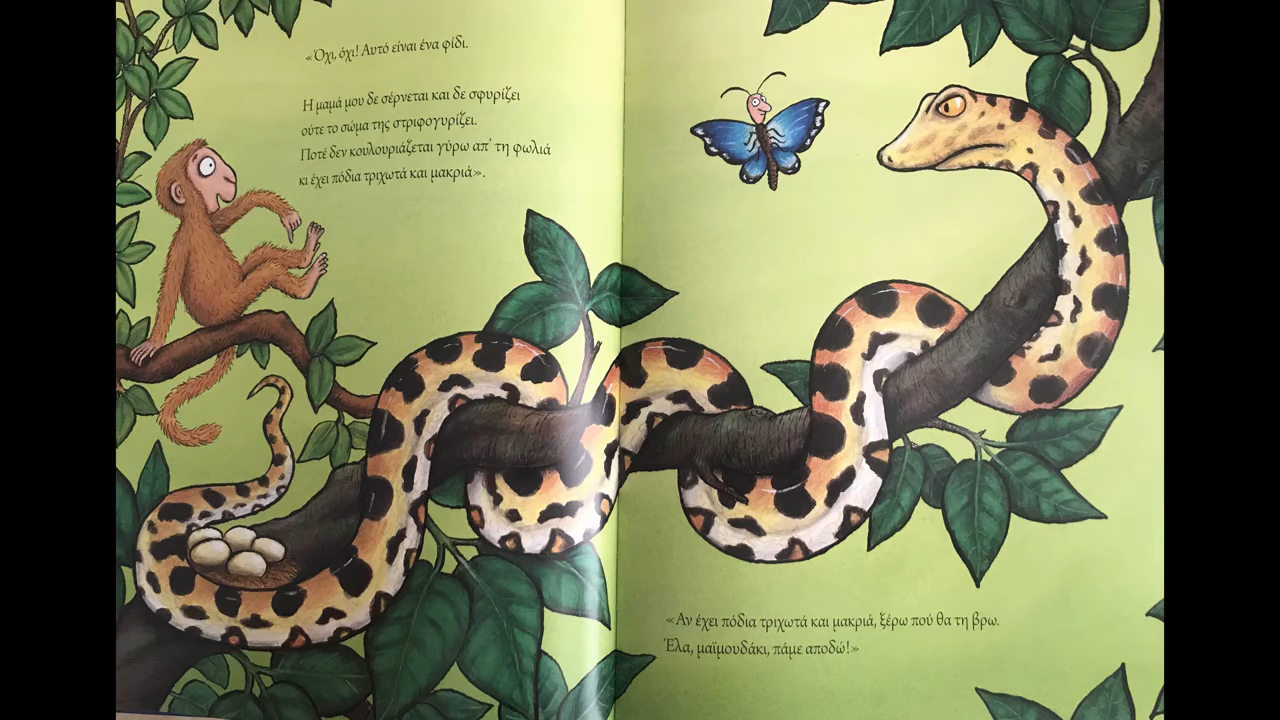 «Όχι, όχι! Αυτό είναι ένα φίδι.
Η μαμά μου δε σέρνεται και δε σφυρίζει
ούτε το σώμα της στριφογυρίζει.
Ποτέ δεν κουλουριάζεται γύρω απ' τη φωλιά
κι έχει πόδια τριχωτά και μακριά».
«Αν έχει πόδια τριχωτά και μακριά, ξέρω πού θα τη βρω.
Έλα, μαϊμουδάκι, πάμε αποδώ!»